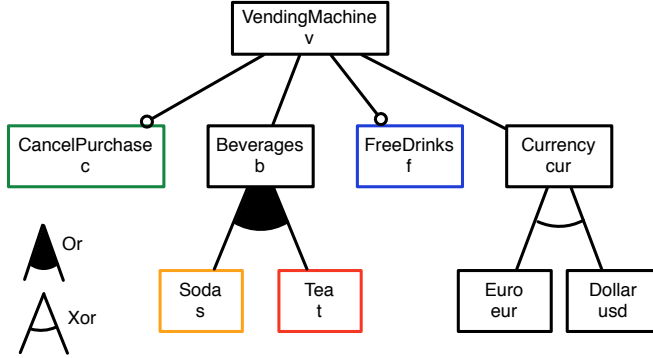 VendingMachine
v
CancelPurchase
c
Beverages
b
FreeDrinks
f
Currency
cur
Or
Xor
Soda
s
Tea
t
Euro
eur
Dollar
usd